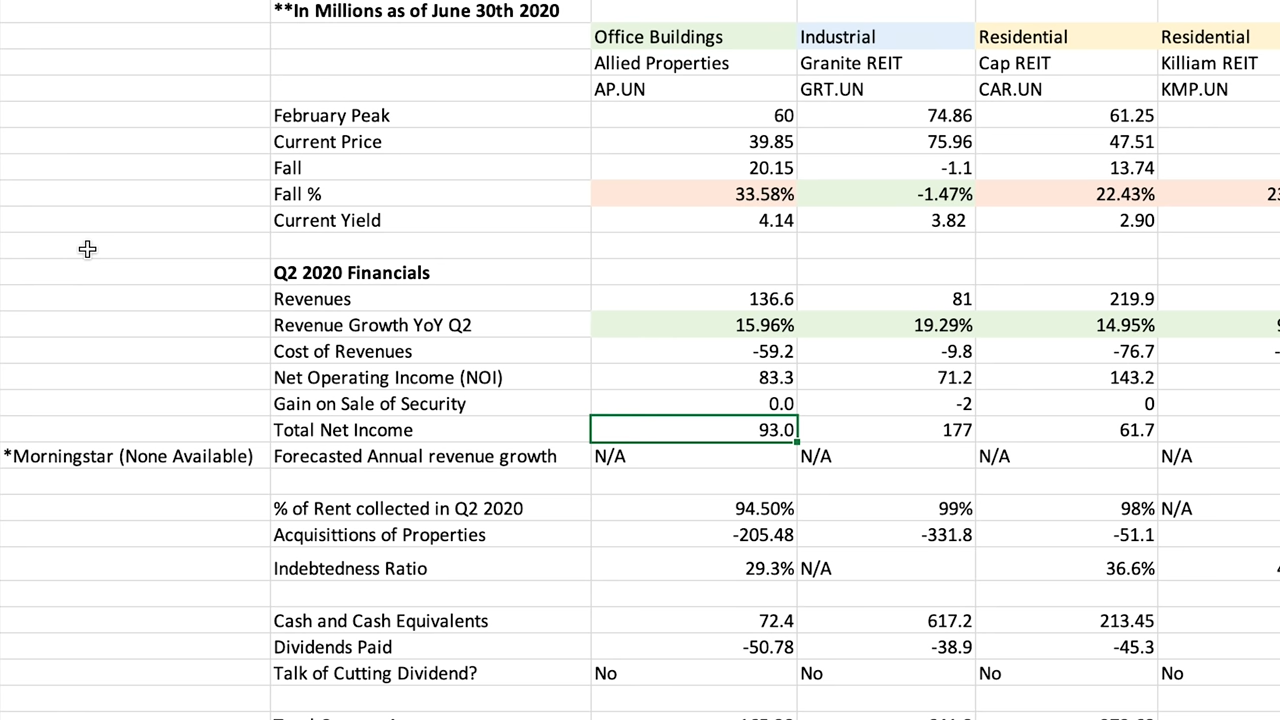 **In Millions as of June 30th 2020
Office Buildings Industrial Residential Residential
Allied Properties Granite REIT Cap REIT Killiam REIT
AP.UN GRT.UN CAR.UN KMP.UN
February Peak 60 74.86 61.25
Current Price 39.85 75.96 47.51
Fall 20.15 -1.1 13.74
Fall % 33.58% -1.47% 22.43%
Current Yield 4.14 3.82 2.90
Q2 2020 Financials
Revenues 136.6 81 219.9
Revenue Growth YoY Q2 15.96% 19.29% 14.95%
Cost of Revenues -59.2 -9.8 -76.7
Net Operating Income (NOI) 83.3 71.2 143.2
Gain on Sale of Security 0.0 -2 0
Total Net Income 93.0 177 61.7
*Morningstar (None Available) Forecasted Annual revenue growth N/A N/A N/A N/A
% of Rent collected in Q2 2020 94.50% 99% 98% N/A
Acquisittions of Properties -205.48 -331.8 -51.1
Indebtedness Ratio 29.3% N/A 36.6%
Cash and Cash Equivalents 72.4 617.2 213.45
Dividends Paid -50.78 -38.9 -45.3
Talk of Cutting Dividend? No No No No